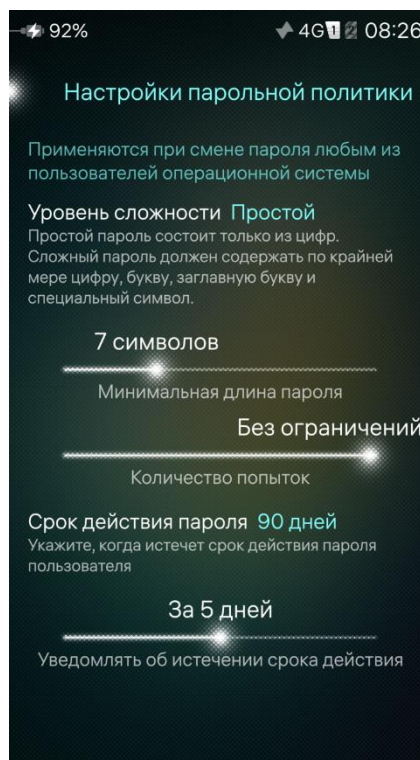 92% 4G 1 2 08:26
Настройки парольной политики
Применяются при смене пароля любым из
пользователей операционной системы
Уровень сложности Простой
Простой пароль состоит только из цифр.
Сложный пароль должен содержать по крайней
мере цифру, букву, заглавную букву и
специальный символ.
7 символов
Минимальная длина пароля
Без ограничений
Количество попыток
Срок действия пароля 90 дней
Укажите, когда истечет срок действия пароля
пользователя
За 5 дней
Уведомлять об истечении срока действия